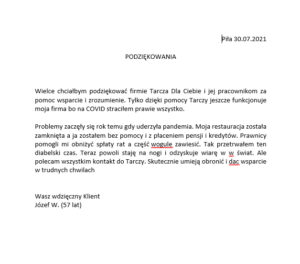 Piła 30.07.2021
PODZIĘKOWANIA
Wielce chciałbym podziękować firmie Tarcza Dla Ciebie i jej pracownikom za
pomoc wsparcie i zrozumienie. Tylko dzięki pomocy Tarczy jeszcze funkcjonuje
moja firma bo na COVID straciłem prawie wszystko.
Problemy zaczęły się rok temu gdy uderzyła pandemia. Moja restauracja została
zamknięta a ja zostałem bez pomocy i z płaceniem pensji i kredytów. Prawnicy
pomogli mi obniżyć spłaty rat a część wogule zawiesić. Tak przetrwałem ten
diabelski czas. Teraz powoli staję na nogi i odzyskuje wiarę w w świat. Ale
polecam wszystkim kontakt do Tarczy. Skutecznie umieją obronić i dac wsparcie
w trudnych chwilach
Wasz wdzięczny Klient
Józef W. (57 lat)